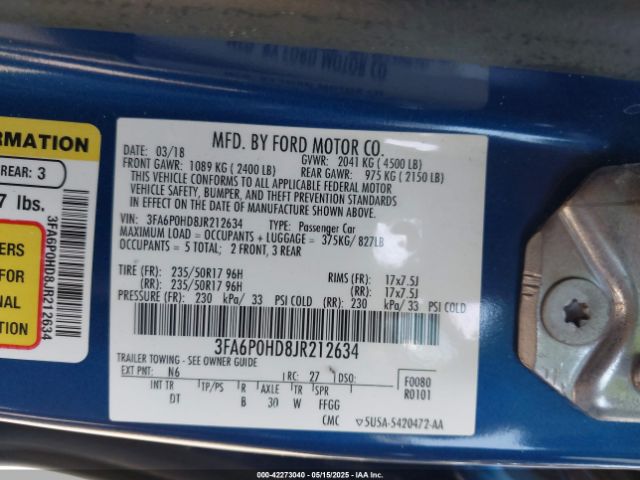 MFD. BY FORD MOTOR CO.
DATE: 03/18 GVWR: 2041 KG ( 4500 LB)
FRONT GAWR: 1089 KG ( 2400 LB) REAR GAWR: 975 KG ( 2150 LB)
THIS VEHICLE CONFORMS TO ALL APPLICABLE FEDERAL MOTOR
VEHICLE SAFETY, BUMPER, AND THEFT PREVENTION STANDARDS
IN EFFECT ON THE DATE OF MANUFACTURE SHOWN ABOVE.
VIN: 3FA6P0HD8JR212634 TYPE: Passenger Car
MAXIMUM LOAD = OCCUPANTS + LUGGAGE = 375KG/ 827LB
OCCUPANTS = 5 TOTAL; 2 FRONT, 3 REAR
TIRE (FR): 235/50R17 96H RIMS (FR): 17x7.5J
(RR): 235/50R17 96H (RR): 17x7.5J
PRESSURE (FR): 230 kPa/ 33 PSI COLD (RR): 230 kPa/ 33 PSI COLD
3FA6P0HD8JR212634
TRAILER TOWING - SEE OWNER GUIDE
EXT PNT: N6 RC: 27 DSO: F0080
INT TR TP/PS R AXLE TR SPR R0101
DT B 30 W FFGG
CMC 5U5A-5420472-AA
RMATION
REAR: 3
7 lbs.
3FA6P0HD8JR212634
ERS
FOR
NAL
TION
000-42273040 - 05/15/2025 - IAAI.COM